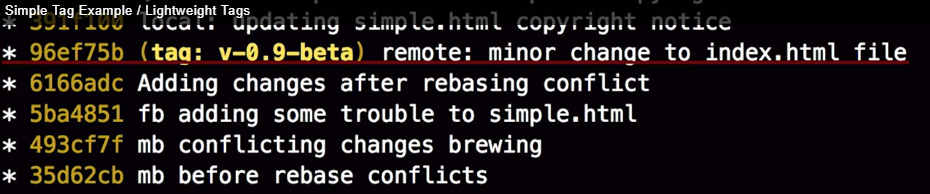 Simple Tag Example / Lightweight Tags
* 391f100 local: updating simple.html copyright notice
* 96ef75b (tag: v-0.9-beta) remote: minor change to index.html file
* 6166adc Adding changes after rebasing conflict
* 5ba4851 fb adding some trouble to simple.html
* 493cf7f mb conflicting changes brewing
* 35d62cb mb before rebase conflicts